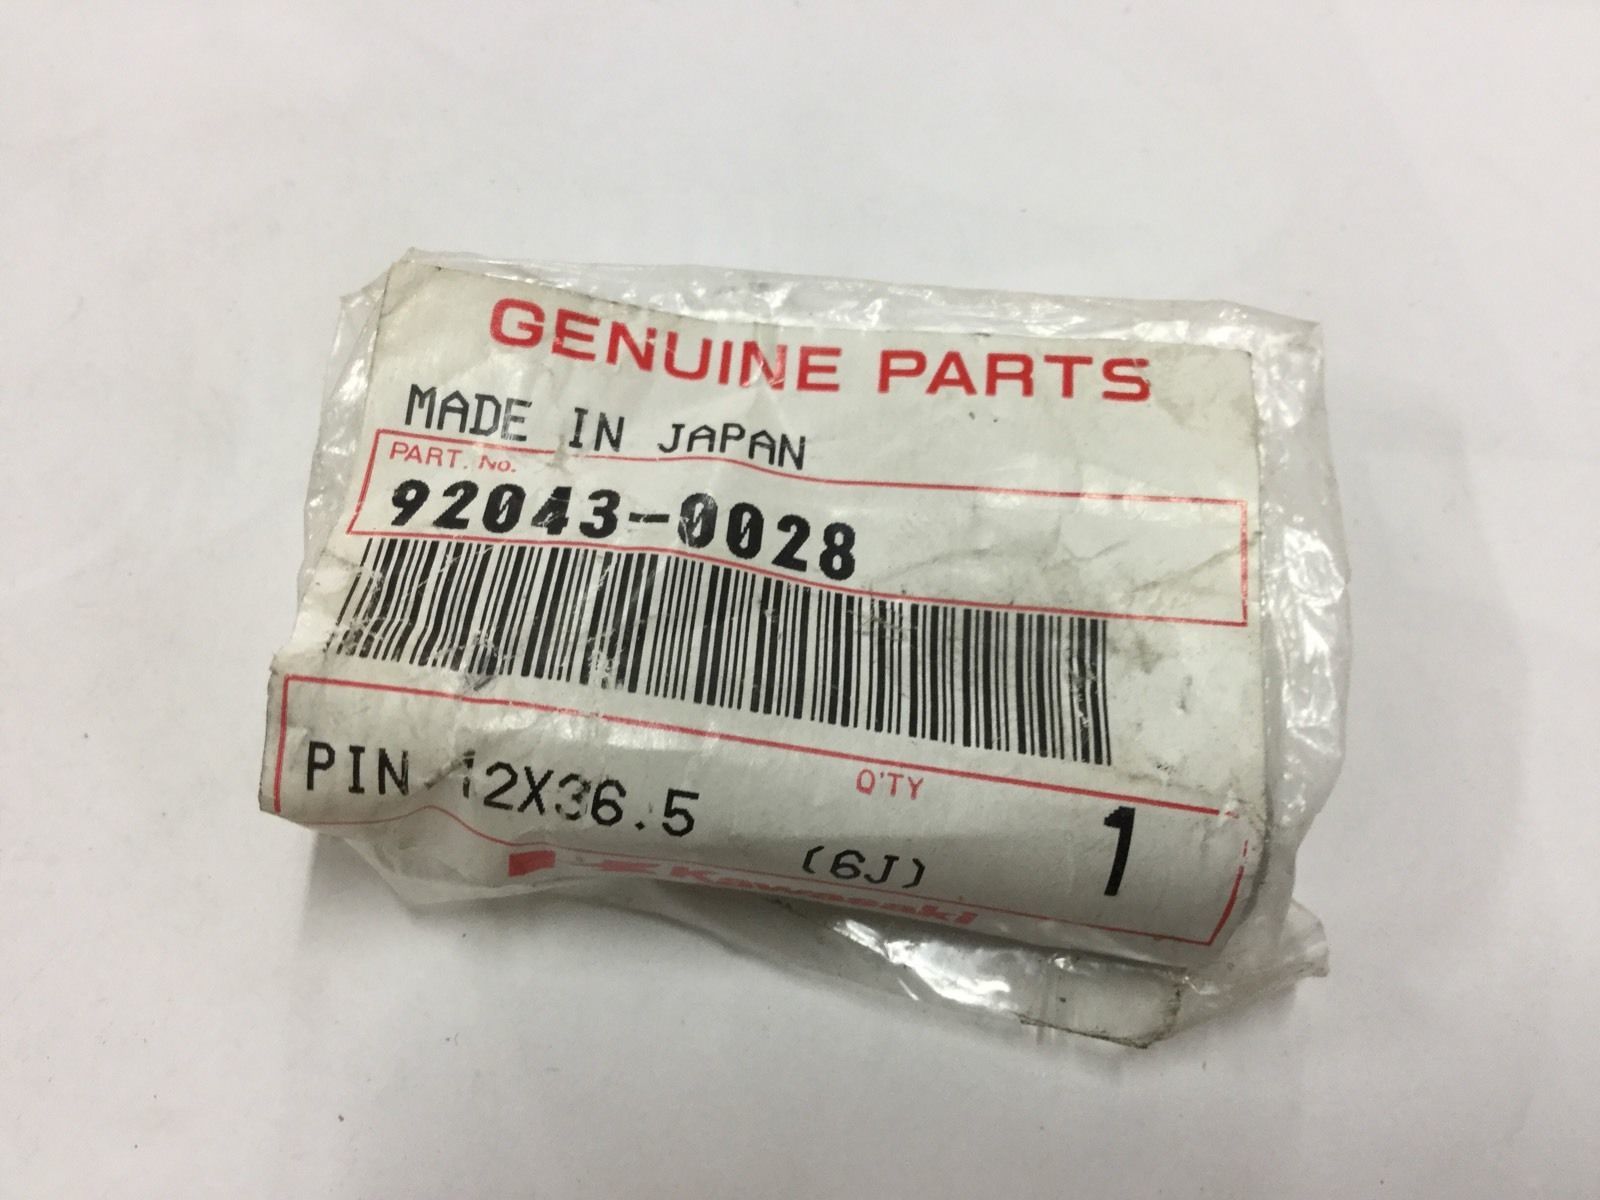 GENUINE PARTS
MADE IN JAPAN
PART. No.
92043-0028
PIN 12X36.5
Q'TY
1
(6J)
Kawasaki